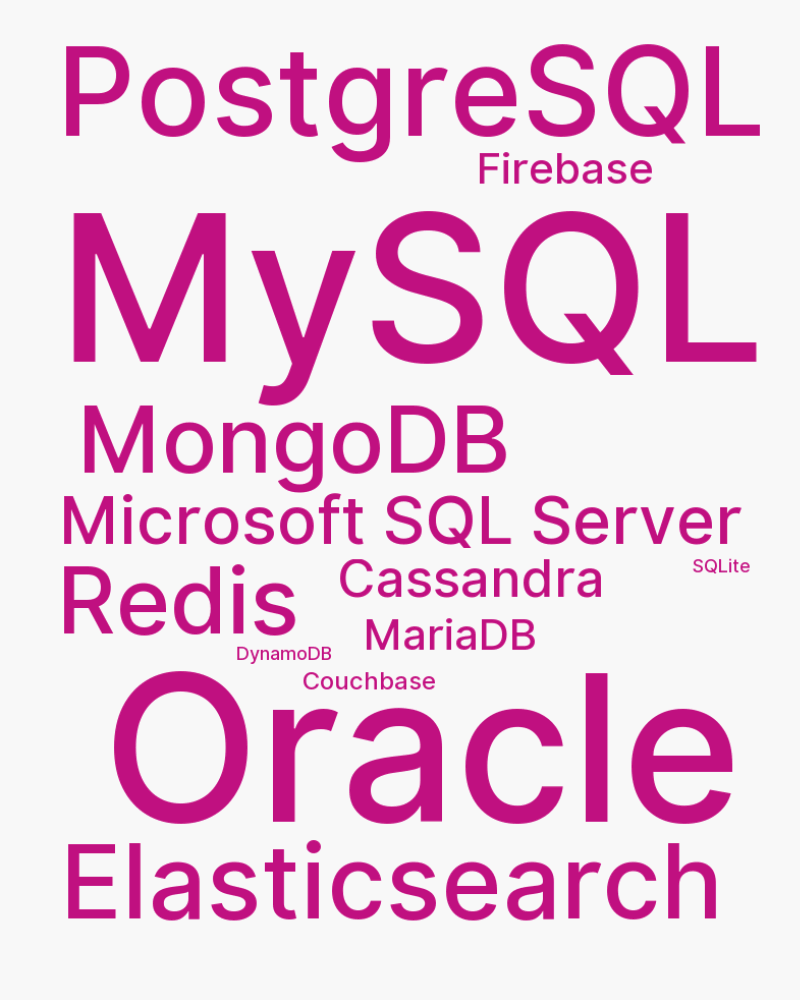 PostgreSQL
Firebase
MySQL
MongoDB
Microsoft SQL Server
Cassandra
SQLite
Redis
MariaDB
DynamoDB
Couchbase
Oracle
Elasticsearch